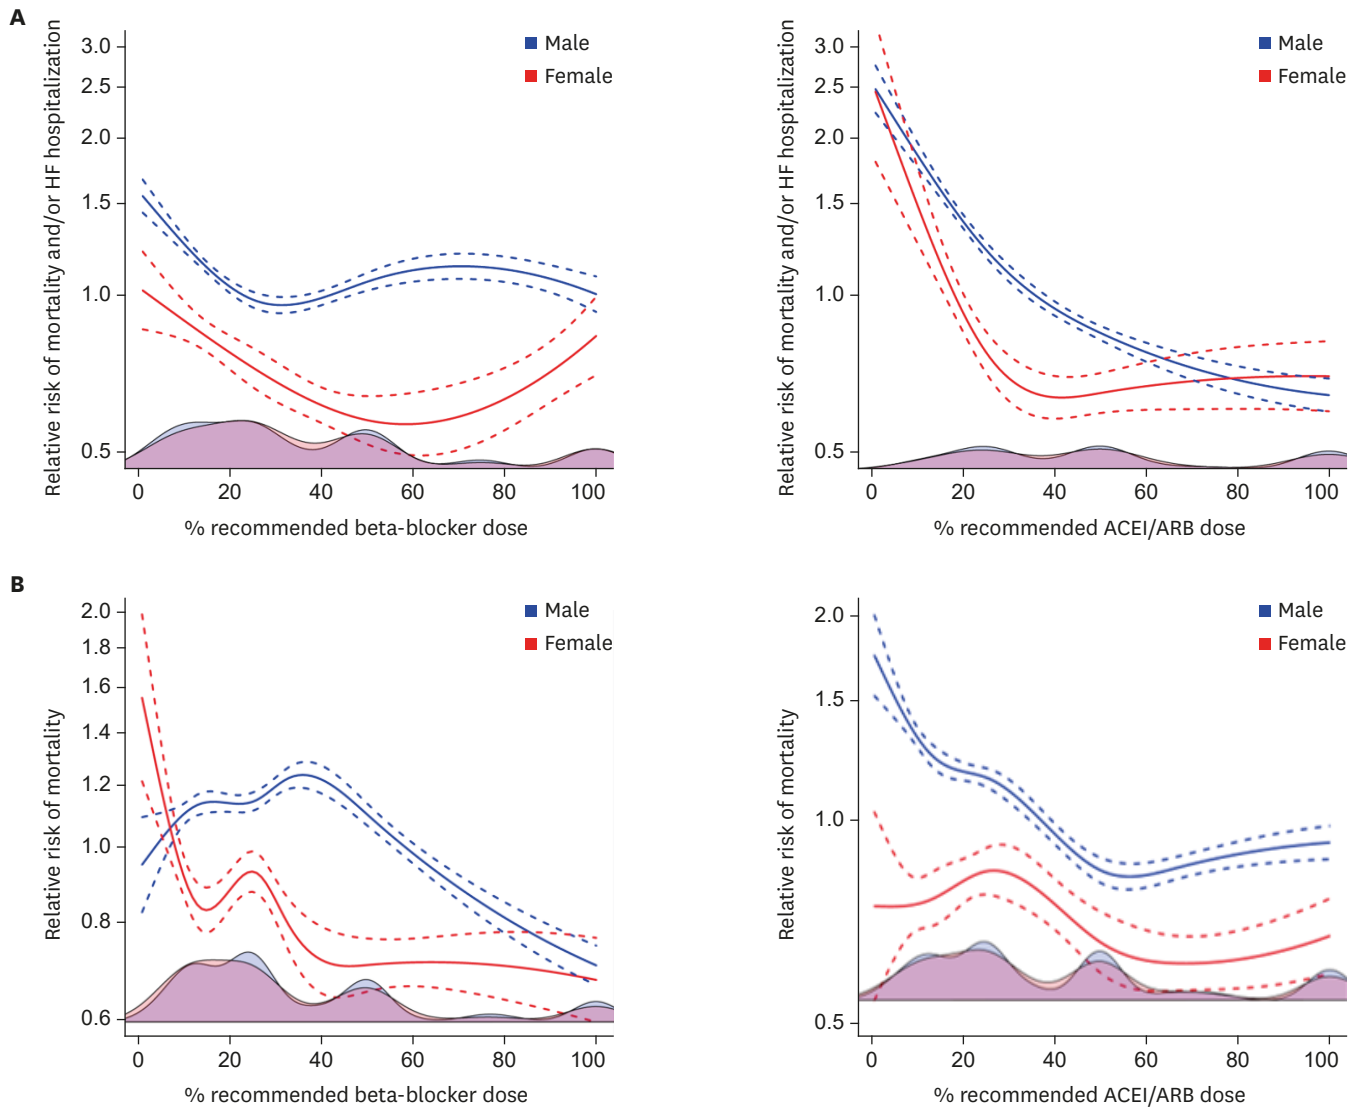 A
Relative risk of mortality and/or HF hospitalization
3.0
2.5
2.0
1.5
1.0
0.5
Male
Female
0 20 40 60 80 100
% recommended beta-blocker dose
Relative risk of mortality and/or HF hospitalization
3.0
2.5
2.0
1.5
1.0
0.5
Male
Female
0 20 40 60 80 100
% recommended ACEI/ARB dose
B
Relative risk of mortality
2.0
1.8
1.6
1.4
1.2
1.0
0.8
0.6
Male
Female
0 20 40 60 80 100
% recommended beta-blocker dose
Relative risk of mortality
2.0
1.5
1.0
0.5
Male
Female
0 20 40 60 80 100
% recommended ACEI/ARB dose